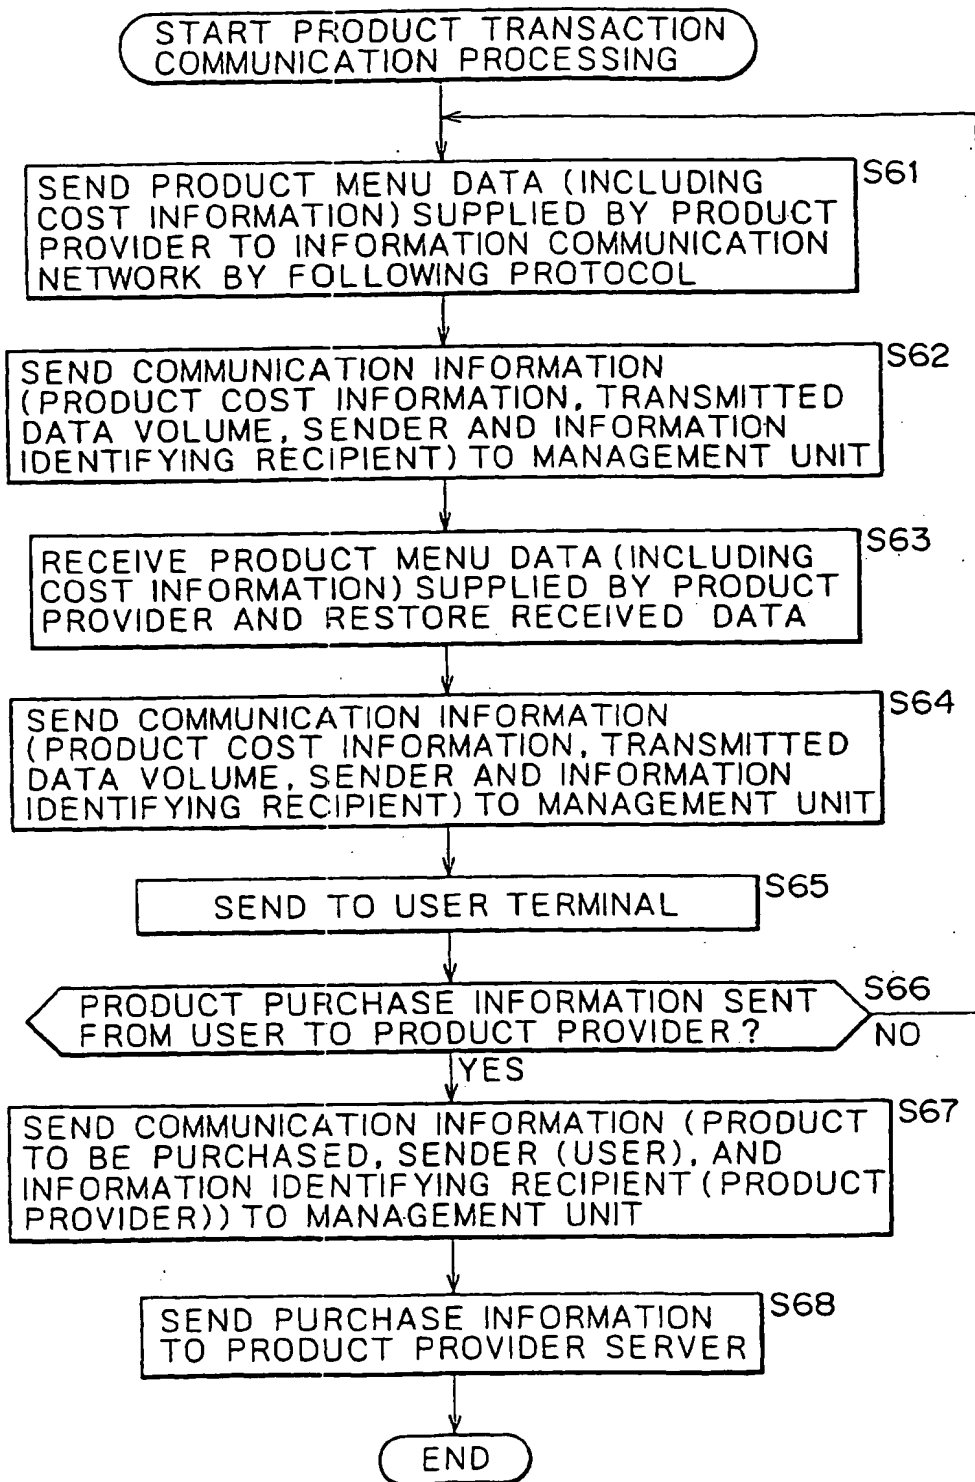 START PRODUCT TRANSACTION
COMMUNICATION PROCESSING
S61
SEND PRODUCT MENU DATA (INCLUDING
COST INFORMATION) SUPPLIED BY PRODUCT
PROVIDER TO INFORMATION COMMUNICATION
NETWORK BY FOLLOWING PROTOCOL
S62
SEND COMMUNICATION INFORMATION
(PRODUCT COST INFORMATION, TRANSMITTED
DATA VOLUME, SENDER AND INFORMATION
IDENTIFYING RECIPIENT) TO MANAGEMENT UNIT
S63
RECEIVE PRODUCT MENU DATA (INCLUDING
COST INFORMATION) SUPPLIED BY PRODUCT
PROVIDER AND RESTORE RECEIVED DATA
S64
SEND COMMUNICATION INFORMATION
(PRODUCT COST INFORMATION, TRANSMITTED
DATA VOLUME, SENDER AND INFORMATION
IDENTIFYING RECIPIENT) TO MANAGEMENT UNIT
S65
SEND TO USER TERMINAL
S66
PRODUCT PURCHASE INFORMATION SENT
FROM USER TO PRODUCT PROVIDER?
NO
YES
S67
SEND COMMUNICATION INFORMATION (PRODUCT
TO BE PURCHASED, SENDER (USER), AND
INFORMATION IDENTIFYING RECIPIENT (PRODUCT
PROVIDER)) TO MANAGEMENT UNIT
S68
SEND PURCHASE INFORMATION
TO PRODUCT PROVIDER SERVER
END